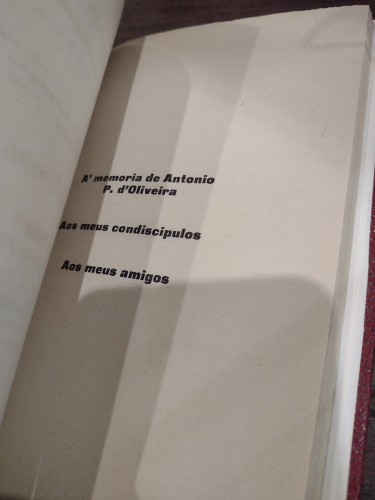 A' memoria de Antonio
P. d'Oliveira
Aos meus condiscipulos
Aos meus amigos